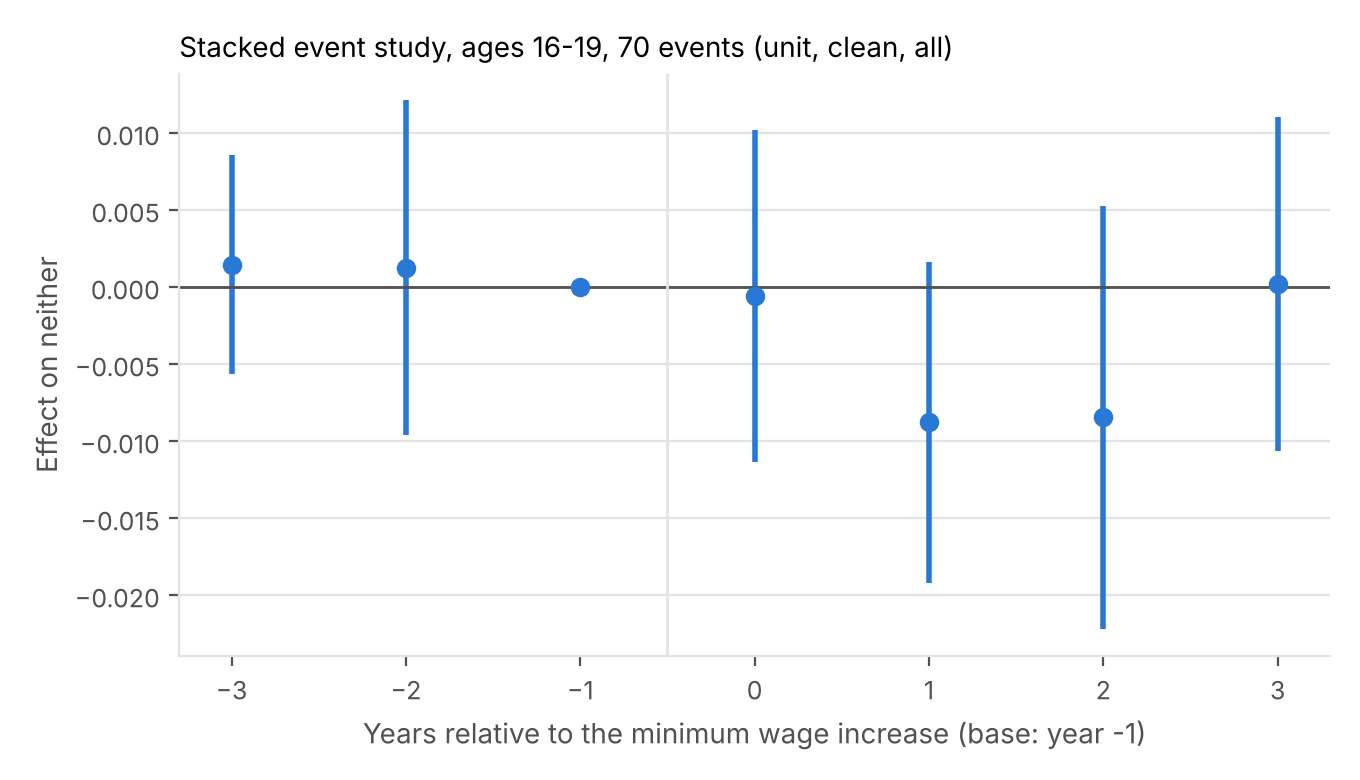 Stacked event study, ages 16-19, 70 events (unit, clean, all)
Effect on neither
0.010
0.005
0.000
−0.005
−0.010
−0.015
−0.020
−3 −2 −1 0 1 2 3
Years relative to the minimum wage increase (base: year -1)